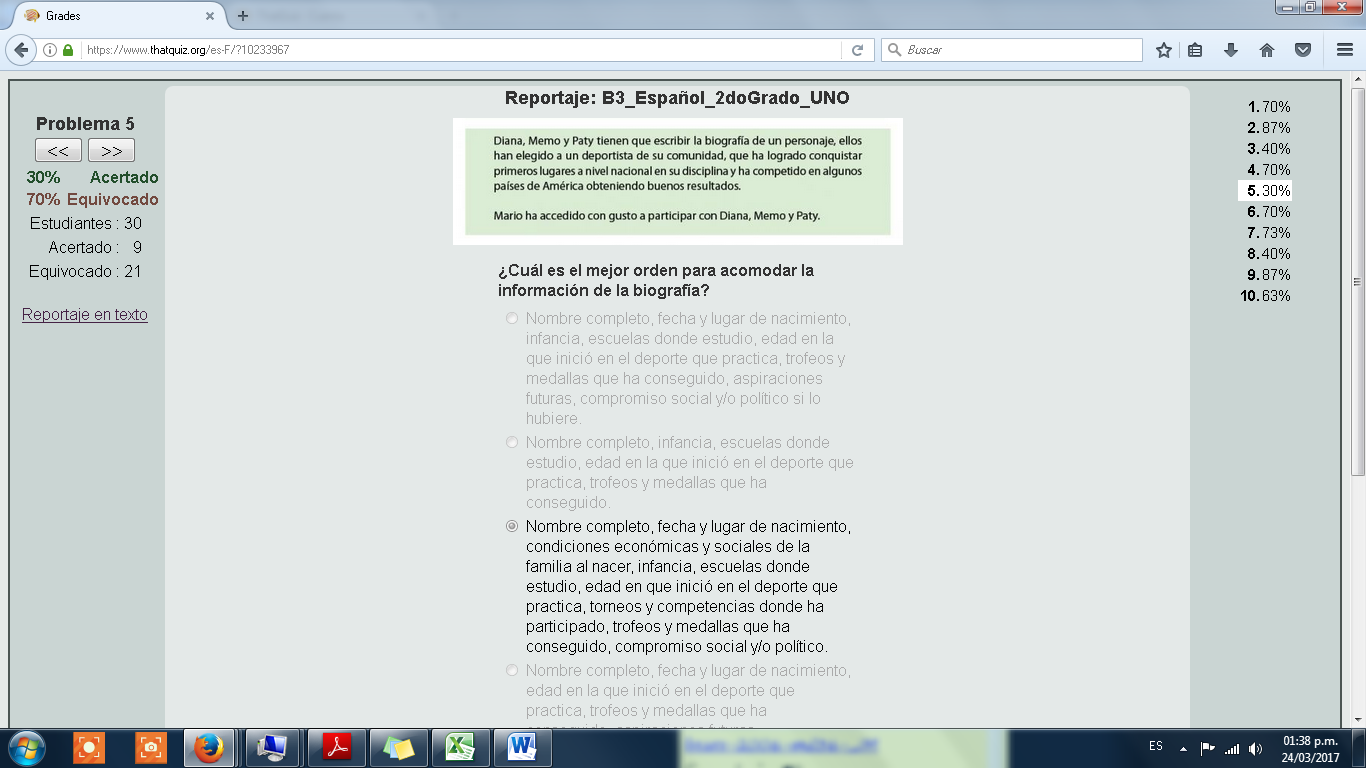 Grades
https://www.thatquiz.org/es-F/?10233967
Buscar
Reportaje: B3_Español_2doGrado_UNO
Problema 5
<< >>
30% Acertado
70% Equivocado
Estudiantes : 30
Acertado : 9
Equivocado : 21
Reportaje en texto
Diana, Memo y Paty tienen que escribir la biografía de un personaje, ellos
han elegido a un deportista de su comunidad, que ha logrado conquistar
primeros lugares a nivel nacional en su disciplina y ha competido en algunos
países de América obteniendo buenos resultados.
Mario ha accedido con gusto a participar con Diana, Memo y Paty.
¿Cuál es el mejor orden para acomodar la
información de la biografía?
Nombre completo, fecha y lugar de nacimiento,
infancia, escuelas donde estudio, edad en la
que inició en el deporte que practica, trofeos y
medallas que ha conseguido, aspiraciones
futuras, compromiso social y/o político si lo
hubiere.
Nombre completo, infancia, escuelas donde
estudio, edad en la que inició en el deporte que
practica, trofeos y medallas que ha
conseguido.
Nombre completo, fecha y lugar de nacimiento,
condiciones económicas y sociales de la
familia al nacer, infancia, escuelas donde
estudio, edad en que inició en el deporte que
practica, torneos y competencias donde ha
participado, trofeos y medallas que ha
conseguido, compromiso social y/o político.
Nombre completo, fecha y lugar de nacimiento,
edad en la que inició en el deporte que
practica, trofeos y medallas que ha
1. 70%
2. 87%
3. 40%
4. 70%
5. 30%
6. 70%
7. 73%
8. 40%
9. 87%
10. 63%
ES
01:38 p.m.
24/03/2017